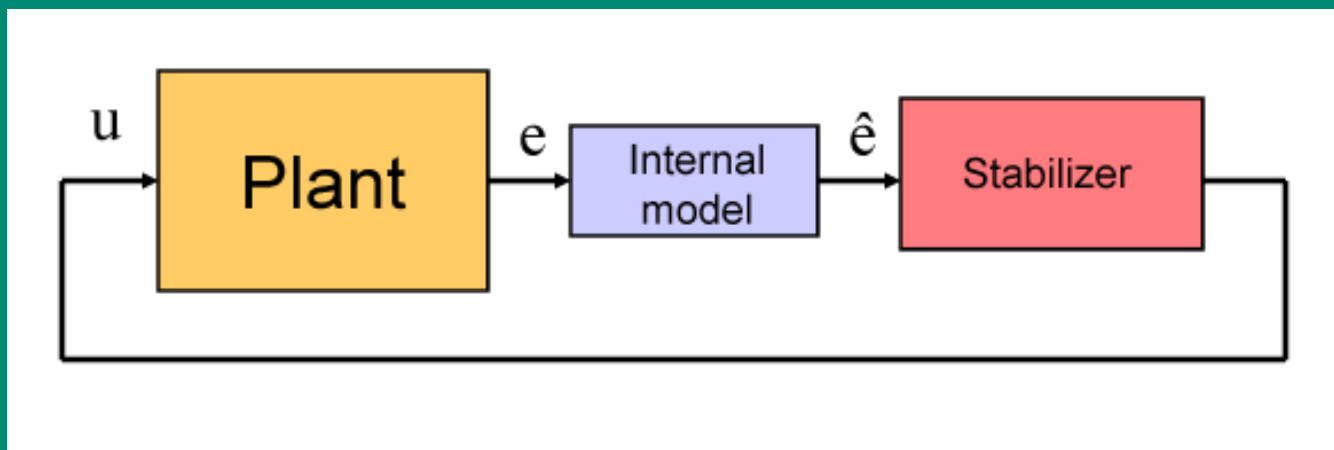 u
Plant
e
Internal
model
ê
Stabilizer